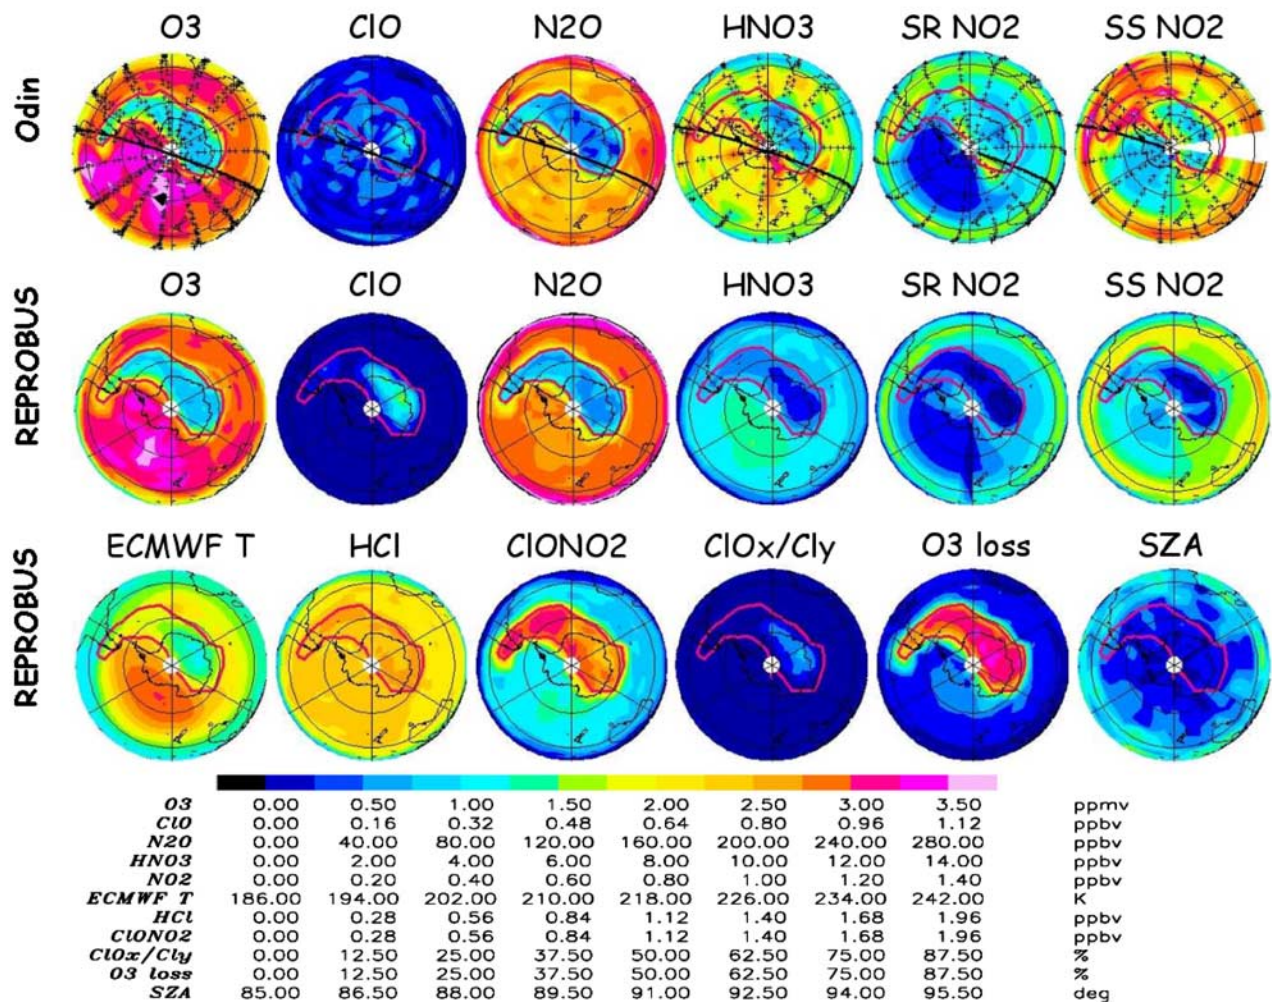 O3 ClO N2O HNO3 SR NO2 SS NO2
Odin
O3 ClO N2O HNO3 SR NO2 SS NO2
REPROBUS
ECMWF T HCl ClONO2 ClOx/Cly O3 loss SZA
REPROBUS
O3 0.00 0.50 1.00 1.50 2.00 2.50 3.00 3.50 ppmv
ClO 0.00 0.16 0.32 0.48 0.64 0.80 0.96 1.12 ppbv
N2O 0.00 40.00 80.00 120.00 160.00 200.00 240.00 280.00 ppbv
HNO3 0.00 2.00 4.00 6.00 8.00 10.00 12.00 14.00 ppbv
NO2 0.00 0.20 0.40 0.60 0.80 1.00 1.20 1.40 ppbv
ECMWF T 186.00 194.00 202.00 210.00 218.00 226.00 234.00 242.00 K
HCl 0.00 0.28 0.56 0.84 1.12 1.40 1.68 1.96 ppbv
ClONO2 0.00 0.28 0.56 0.84 1.12 1.40 1.68 1.96 ppbv
ClOx/Cly 0.00 12.50 25.00 37.50 50.00 62.50 75.00 87.50 %
O3 loss 0.00 12.50 25.00 37.50 50.00 62.50 75.00 87.50 %
SZA 85.00 86.50 88.00 89.50 91.00 92.50 94.00 95.50 deg